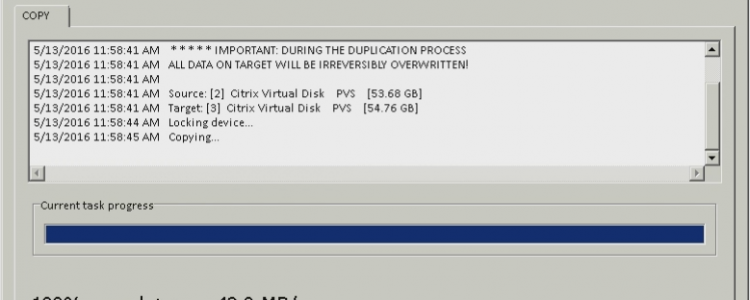 COPY
5/13/2016 11:58:41 AM ***** IMPORTANT: DURING THE DUPLICATION PROCESS
5/13/2016 11:58:41 AM ALL DATA ON TARGET WILL BE IRREVERSIBLY OVERWRITTEN!
5/13/2016 11:58:41 AM
5/13/2016 11:58:41 AM Source: [2] Citrix Virtual Disk PVS [53.68 GB]
5/13/2016 11:58:41 AM Target: [3] Citrix Virtual Disk PVS [54.76 GB]
5/13/2016 11:58:44 AM Locking device...
5/13/2016 11:58:45 AM Copying...
Current task progress
100%